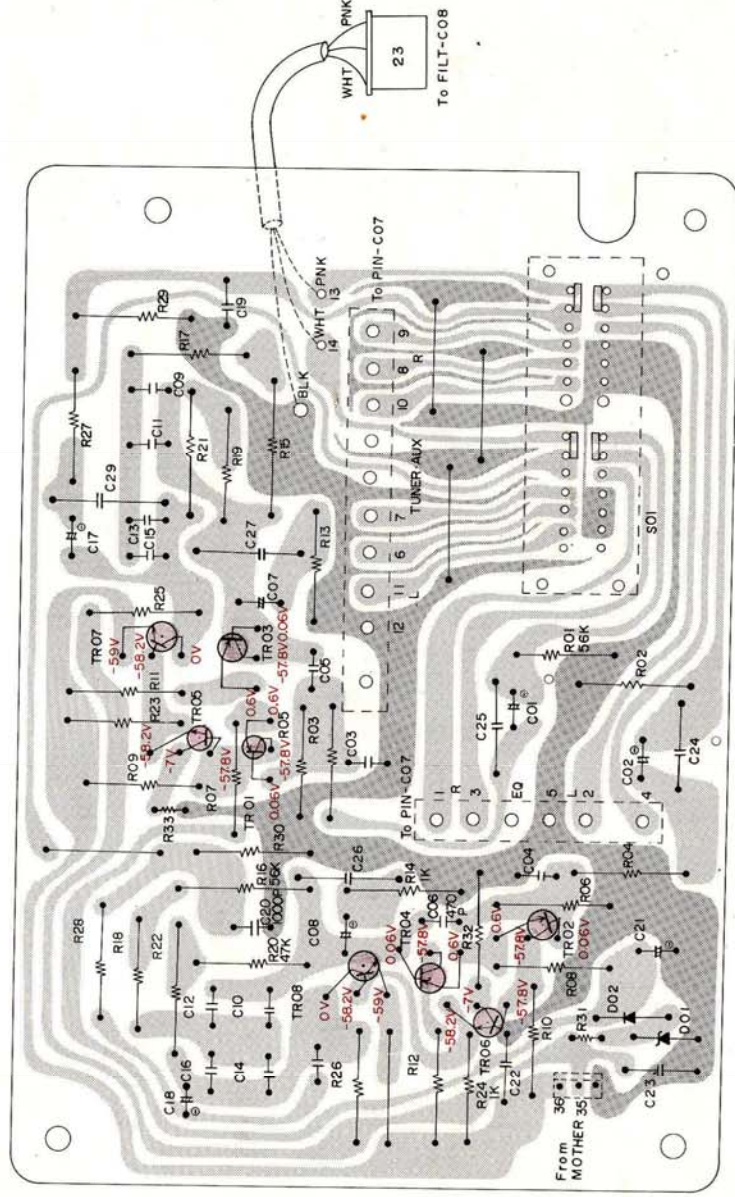 PNK
WHT
23
To FILT-C08
R29
R17
C19
PNK
13
WHT
14
BLK
R27
C09
C11
R21
R19
R15
C29
C17
C13
C15
C27
R13
C07
R25
TR07
-59V
-58.2V
0V
TR03
-57.8V
0.06V
C05
0.6V
R11
R23
TR05
-58.2V
-7V
R09
R07
-57.8V
R05
0.6V
TR01
-57.8V
0.06V
R03
C03
R33
R30
To PIN-C07
9
8
R
10
TUNER AUX
7
6
L
11
12
S01
R01
56K
R02
C25
C01
C02
C24
To PIN-C07
1
R
3
EQ
5
L
2
4
R28
R18
R22
R16
56K
C20
1000P
R20
47K
C08
C26
R14
1K
C12
C10
C16
C14
C18
TR08
0V
-58.2V
-59V
R26
TR04
0.06V
-57.8V
0.6V
C06
470
P
R32
C04
R04
R06
0.6V
-57.8V
TR02
0.06V
R08
R12
-58.2V
-7V
TR06
-57.8V
R10
R24
1K
C22
C21
D02
D01
R31
C23
36
35
From
MOTHER